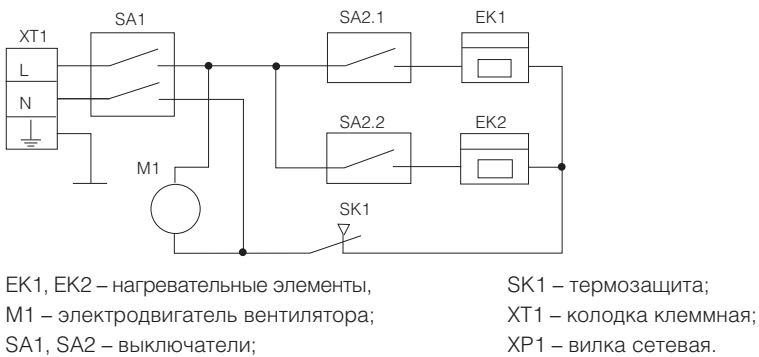 SA1
SA2.1
EK1
XT1
L
N
SA2.2
EK2
M1
SK1
EK1, EK2 – нагревательные элементы,
M1 – электродвигатель вентилятора;
SA1, SA2 – выключатели;
SK1 – термозащита;
XT1 – колодка клеммная;
XP1 – вилка сетевая.